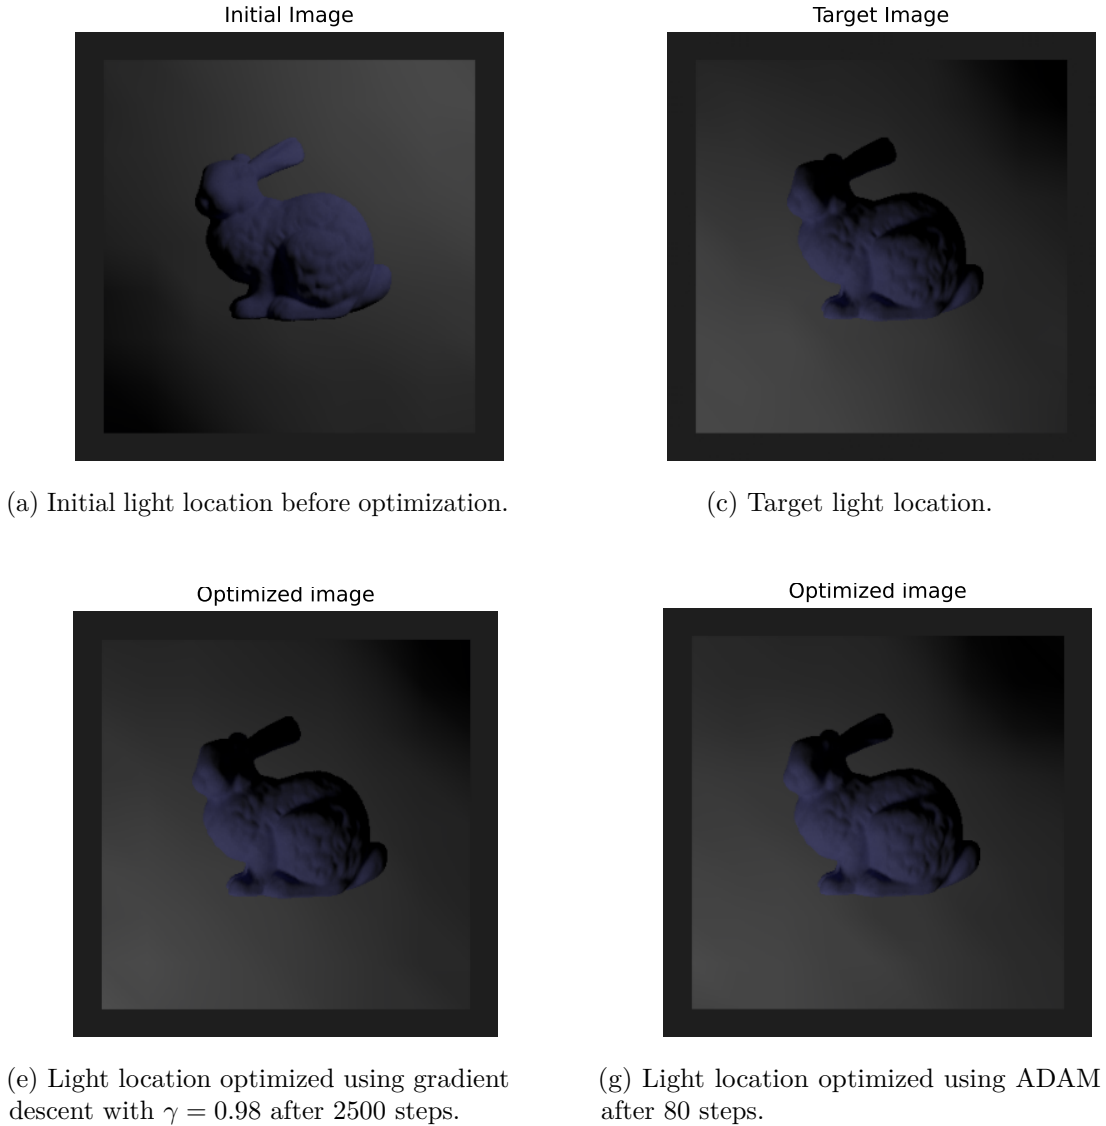 Initial Image
Target Image
(a) Initial light location before optimization.
(c) Target light location.
Optimized image
Optimized image
(e) Light location optimized using gradient
descent with γ = 0.98 after 2500 steps.
(g) Light location optimized using ADAM
after 80 steps.